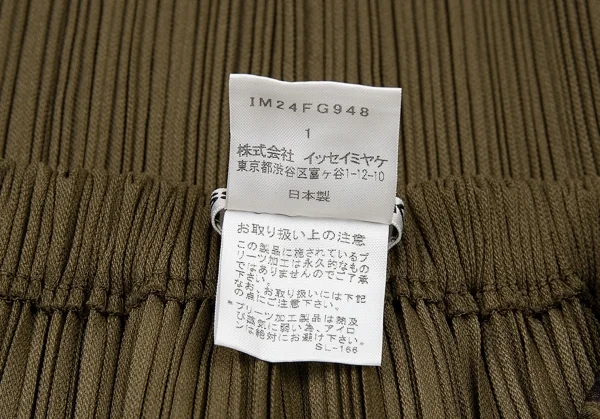 IM24FG948
1
株式会社 イッセイミヤケ
東京都渋谷区富ヶ谷1-12-10
日本製
お取り扱い上の注意
この製品に施されているプ
リーツ加工は永久的なもの
ではありませんのでご了承
下さい。
なお、お取り扱いには下記
の点にご注意下さい。
*プリーツ加工製品は熱及
び蒸気に弱い為、アイロ
ンは絶対にお避け下さい。
SL-166